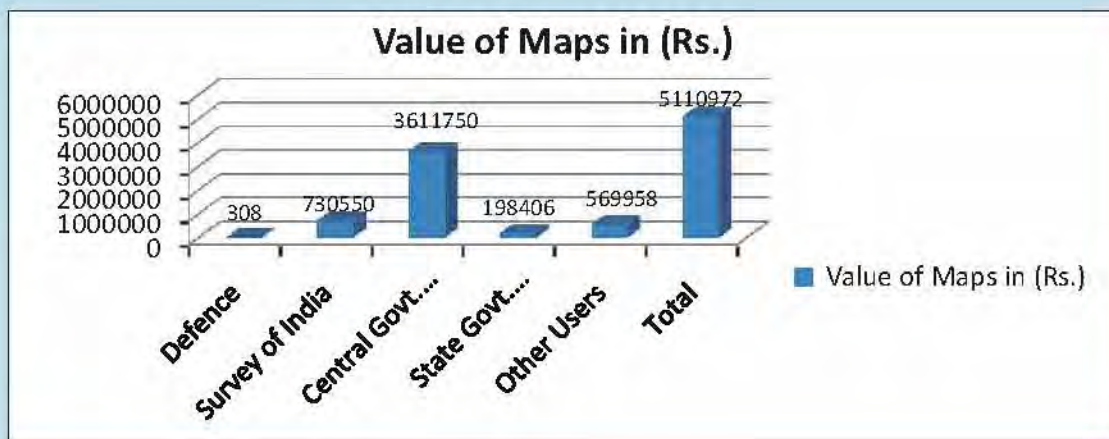 Value of Maps in (Rs.)
6000000
5000000
4000000
3000000
2000000
1000000
0
308
730550
3611750
198406
569958
5110972
Defence
Survey of India
Central Govt....
State Govt....
Other Users
Total
Value of Maps in (Rs.)